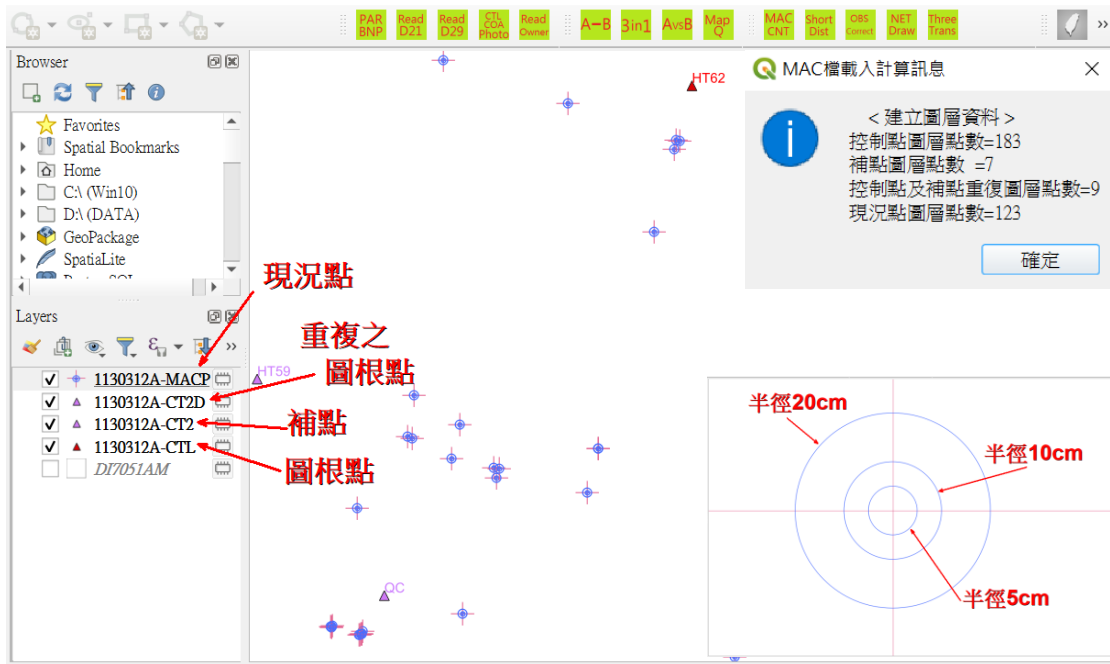 PAR
BNP
Read
D21
Read
D29
CTL
COA
Photo
Read
Owner
A-B
3in1
AvsB
Map
Q
MAC
CNT
Short
Dist
OBS
Correct
NET
Draw
Three
Trans
»
Browser
Favorites
Spatial Bookmarks
Home
C:\ (Win10)
D:\ (DATA)
GeoPackage
SpatiaLite
Layers
»
1130312A-MACP
1130312A-CT2D
1130312A-CT2
1130312A-CTL
DI7051AM
現況點
重複之
圖根點
補點
圖根點
HT62
HT59
QC
MAC檔載入計算訊息
<建立圖層資料>
控制點圖層點數=183
補點圖層點數 =7
控制點及補點重復圖層點數=9
現況點圖層點數=123
確定
半徑20cm
半徑10cm
半徑5cm